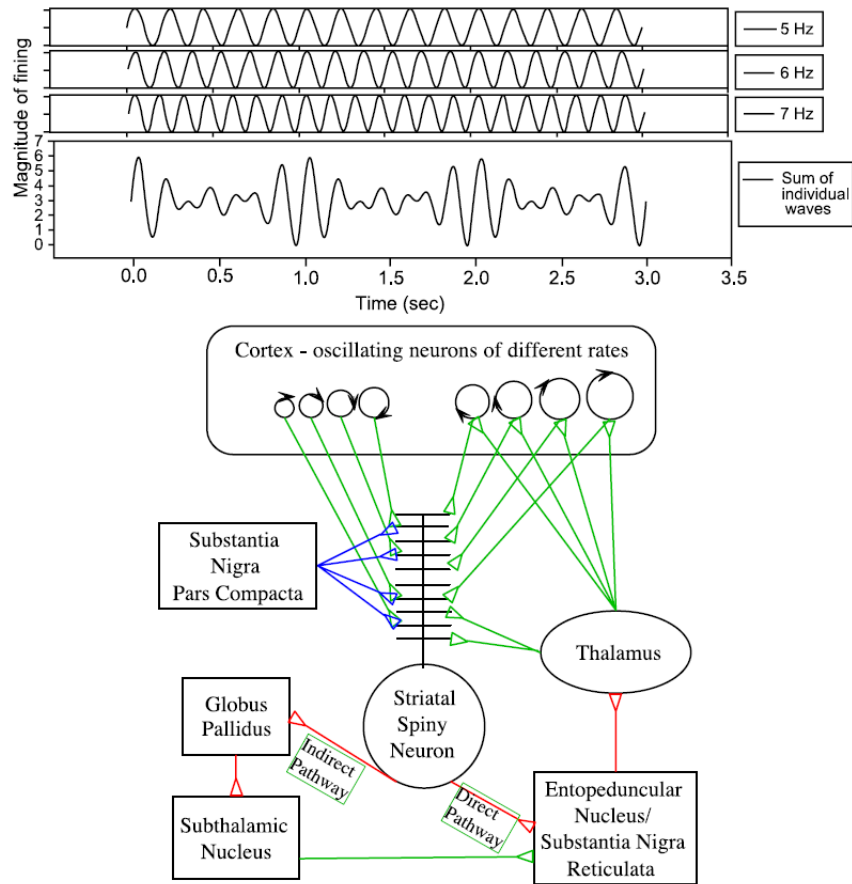 Magnitude of fining
5 Hz
6 Hz
7 Hz
7
6
5
4
3
2
1
0
Sum of
individual
waves
0.0 0.5 1.0 1.5 2.0 2.5 3.0 3.5
Time (sec)
Cortex - oscillating neurons of different rates
Substantia
Nigra
Pars Compacta
Thalamus
Striatal
Spiny
Neuron
Globus
Pallidus
Indirect
Pathway
Direct
Pathway
Subthalamic
Nucleus
Entopeduncular
Nucleus/
Substantia Nigra
Reticulata